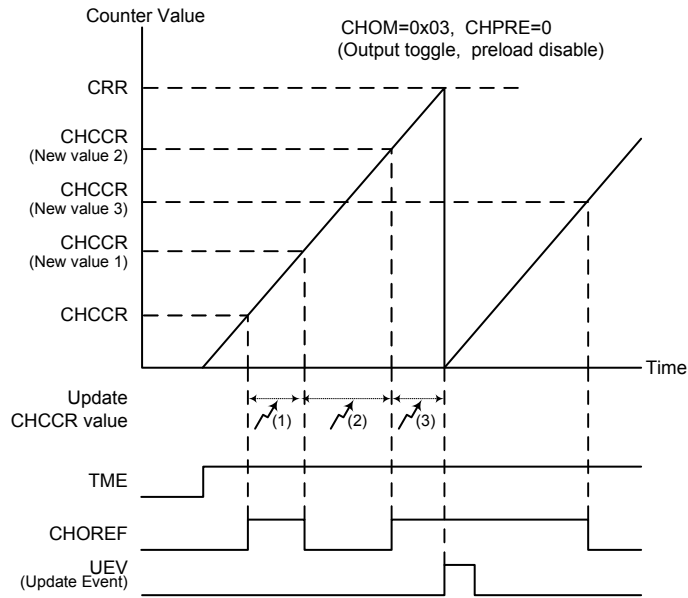 Counter Value
CHOM=0x03, CHPRE=0
(Output toggle, preload disable)
CRR
CHCCR
(New value 2)
CHCCR
(New value 3)
CHCCR
(New value 1)
CHCCR
Time
Update
CHCCR value
(1)
(2)
(3)
TME
CHOREF
UEV
(Update Event)